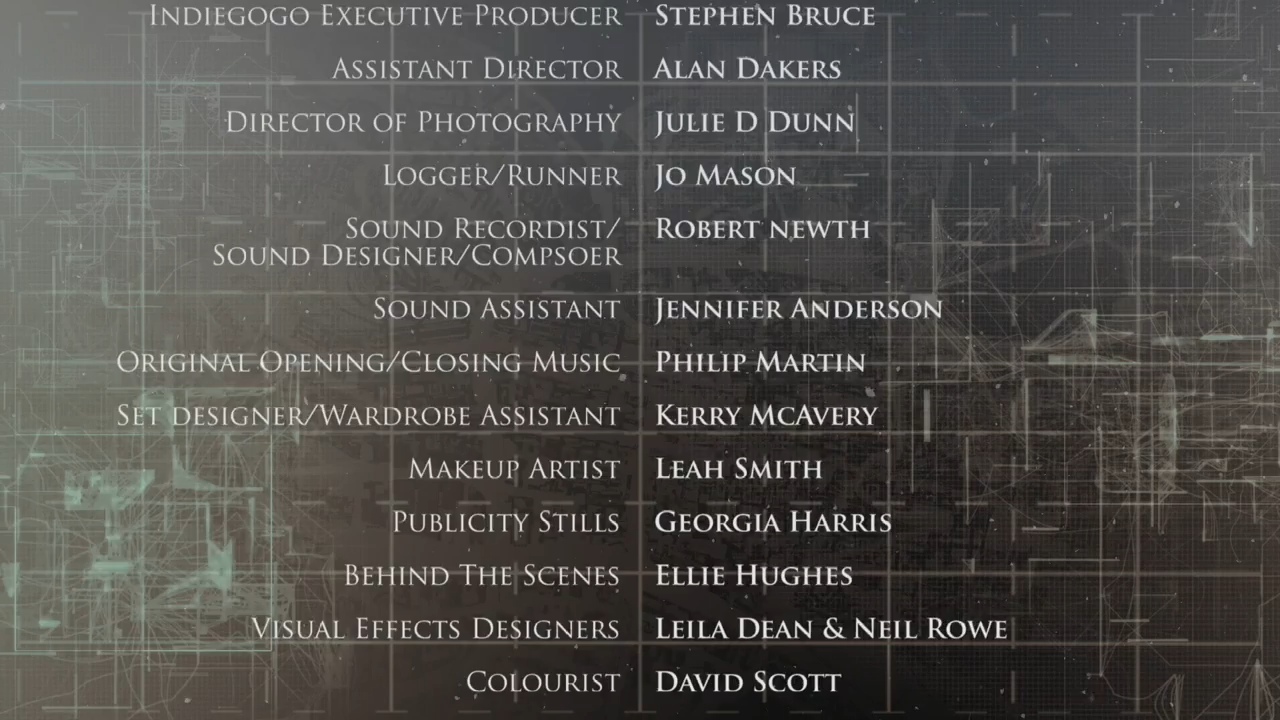 Indiegogo Executive Producer Stephen Bruce
Assistant Director Alan Dakers
Director of Photography Julie D Dunn
Logger/Runner Jo Mason
Sound Recordist/ Robert newth
Sound Designer/Compsoer
Sound Assistant Jennifer Anderson
Original Opening/Closing Music Philip Martin
Set designer/Wardrobe Assistant Kerry McAvery
Makeup Artist Leah Smith
Publicity Stills Georgia Harris
Behind The Scenes Ellie Hughes
Visual Effects Designers Leila Dean & Neil Rowe
Colourist David Scott